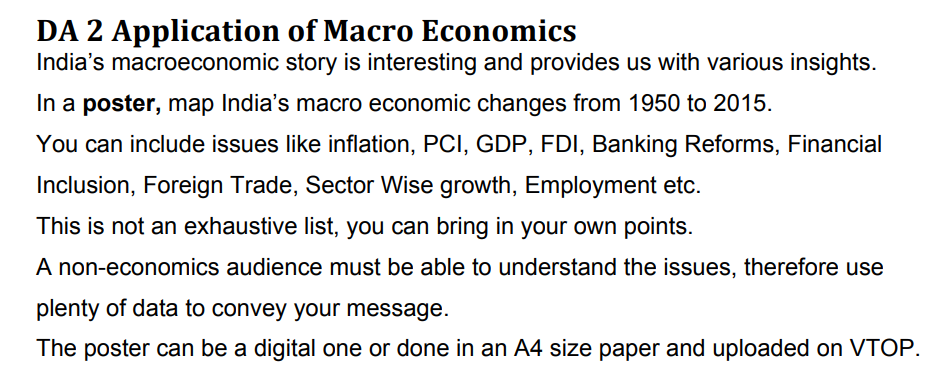 DA 2 Application of Macro Economics
India's macroeconomic story is interesting and provides us with various insights.
In a poster, map India's macro economic changes from 1950 to 2015.
You can include issues like inflation, PCI, GDP, FDI, Banking Reforms, Financial
Inclusion, Foreign Trade, Sector Wise growth, Employment etc.
This is not an exhaustive list, you can bring in your own points.
A non-economics audience must be able to understand the issues, therefore use
plenty of data to convey your message.
The poster can be a digital one or done in an A4 size paper and uploaded on VTOP.